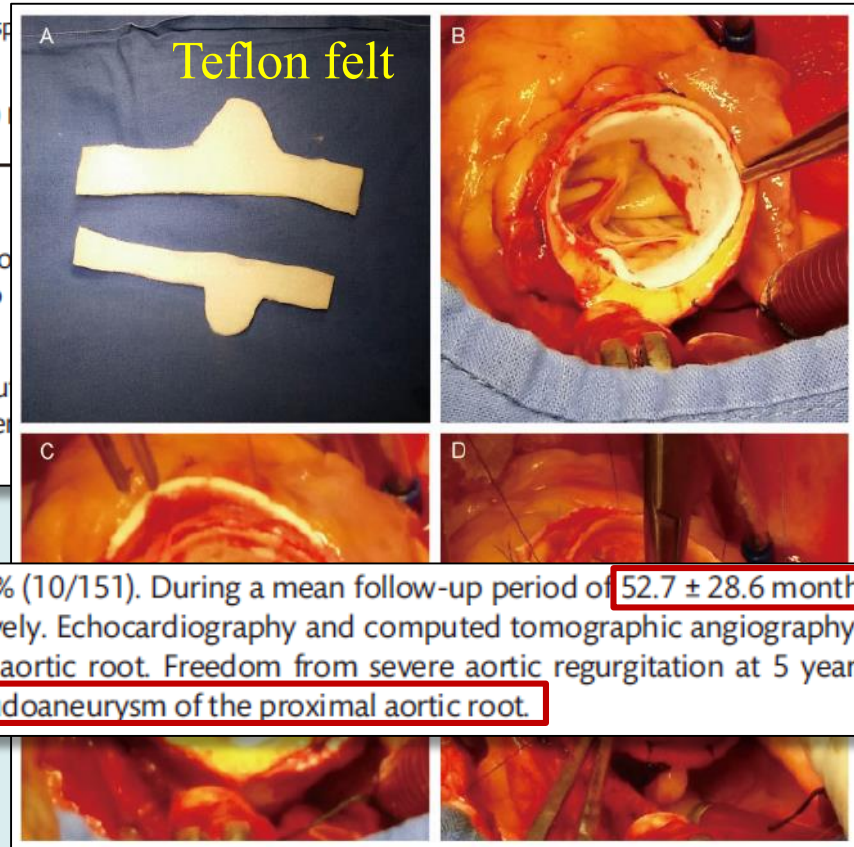 A
Teflon felt
B
C
D
% (10/151). During a mean follow-up period of 52.7 ± 28.6 month
vely. Echocardiography and computed tomographic angiography
aortic root. Freedom from severe aortic regurgitation at 5 year
doaneurysm of the proximal aortic root.